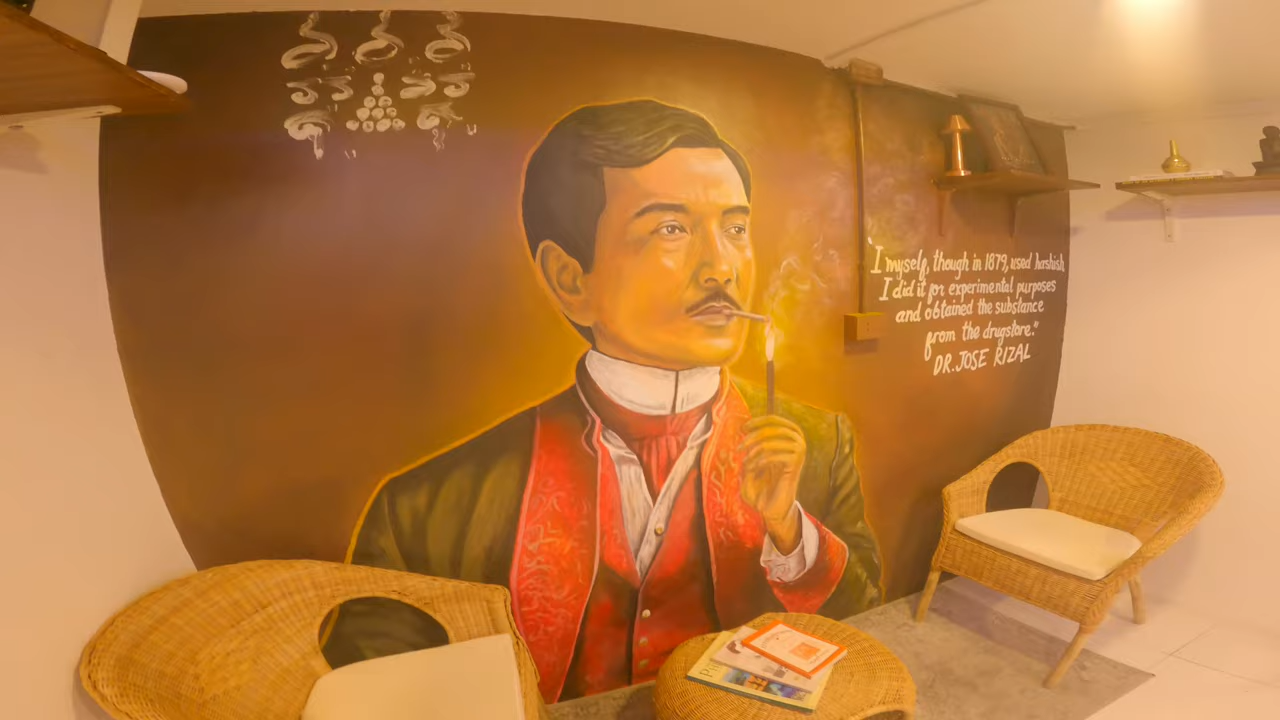 "I myself, though in 1879, used hashish,
I did it for experimental purposes
and obtained the substance
from the drugstore."
DR. JOSE RIZAL